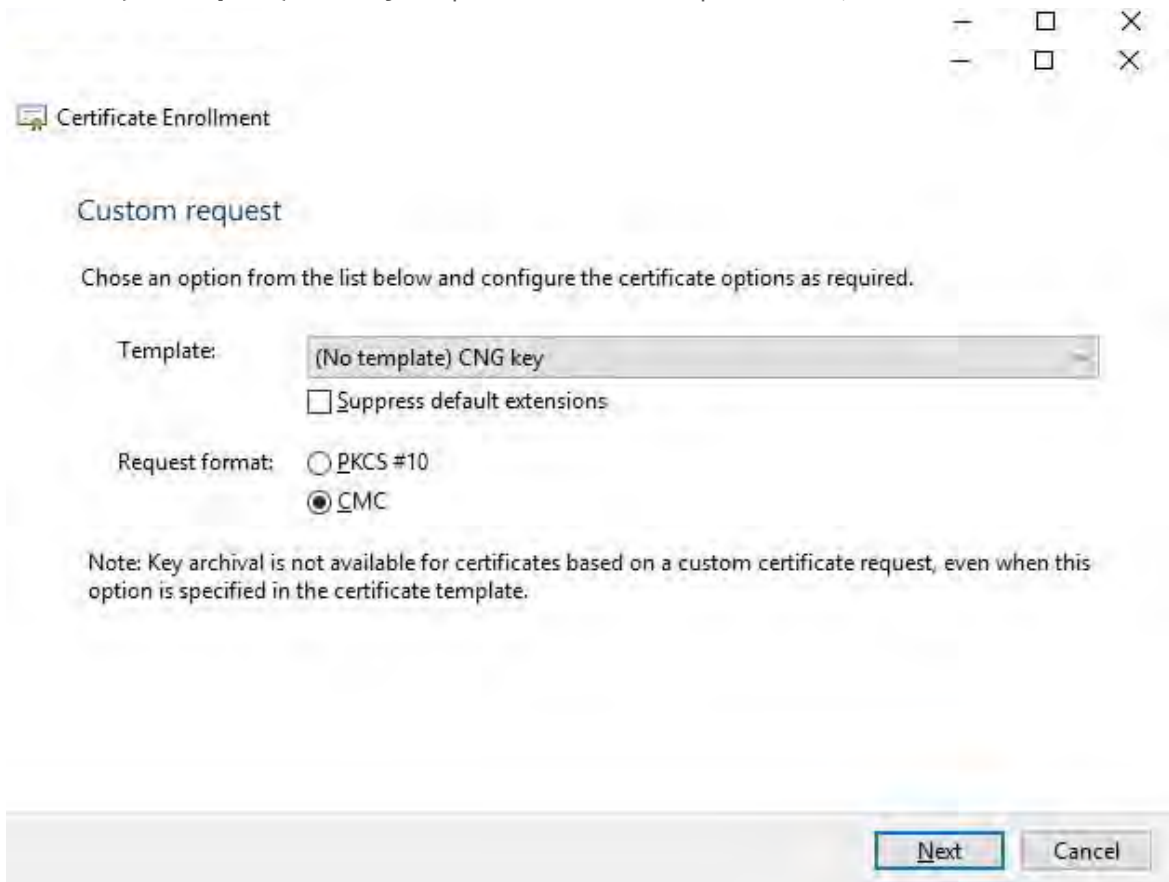 Certificate Enrollment
Custom request
Chose an option from the list below and configure the certificate options as required.
Template:
(No template) CNG key
Suppress default extensions
Request format:
PKCS #10
CMC
Note: Key archival is not available for certificates based on a custom certificate request, even when this
option is specified in the certificate template.
Next
Cancel